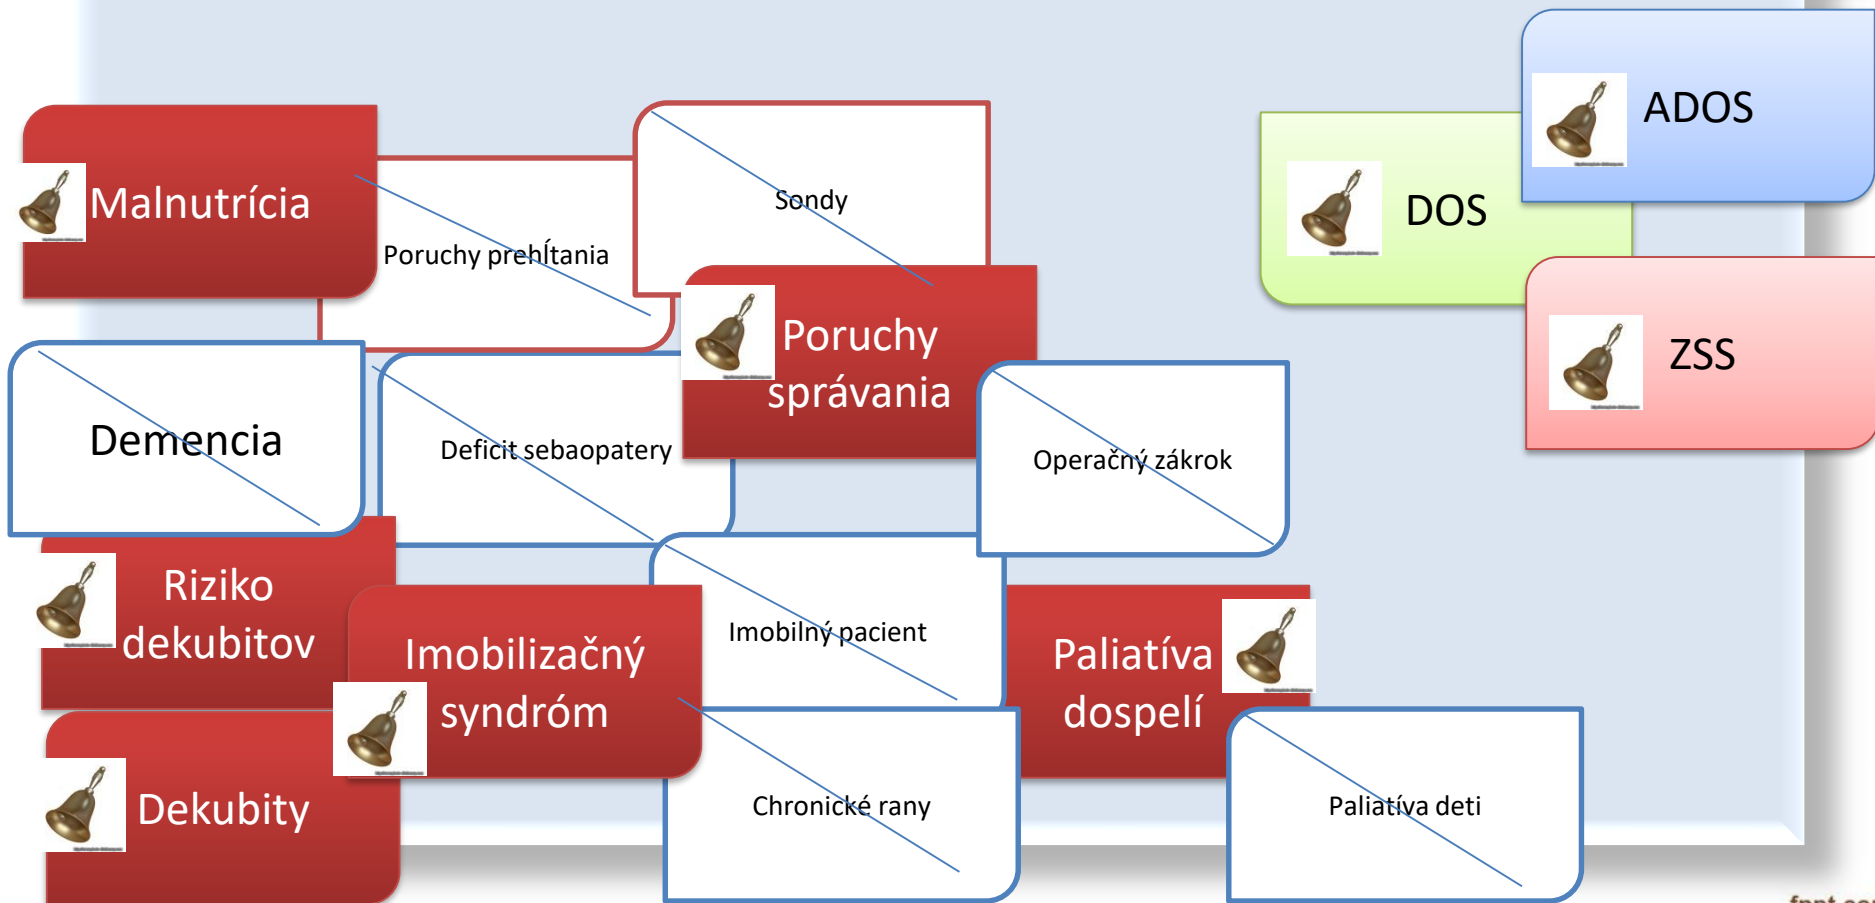 ADOS
DOS
ZSS
Malnutrícia
Poruchy prehĺtania
Sondy
Poruchy
správania
Demencia
Deficit sebaopatery
Operačný zákrok
Riziko
dekubitov
Imobilizačný
syndróm
Imobilný pacient
Paliatíva
dospelí
Dekubity
Chronické rany
Paliatíva deti